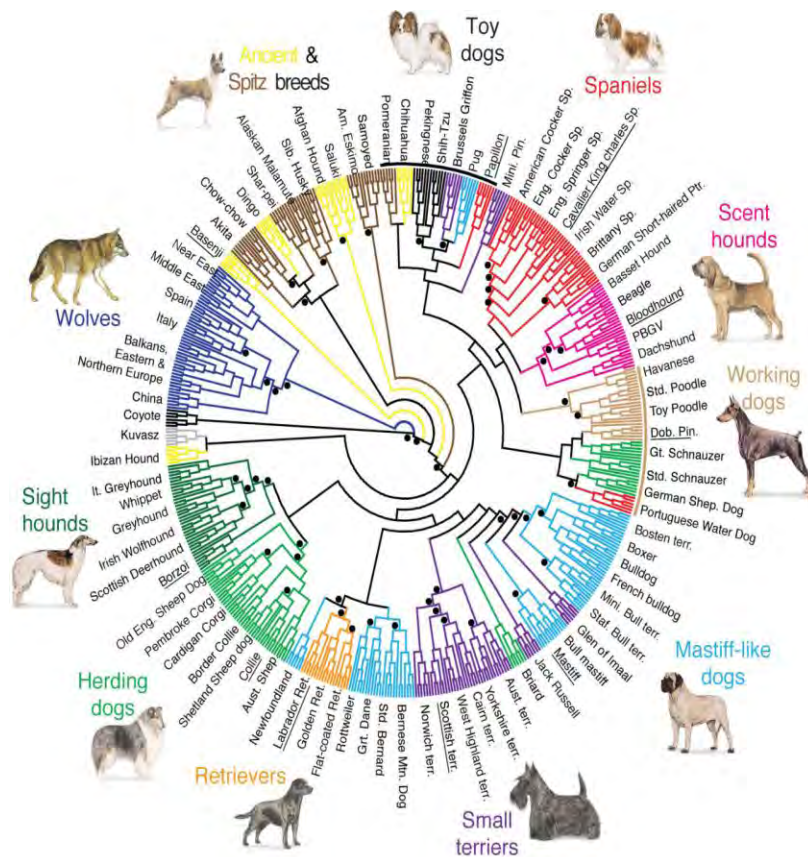 Ancient &
Spitz breeds
Toy
dogs
Spaniels
Scent
hounds
Working
dogs
Mastiff-like
dogs
Small
terriers
Retrievers
Herding
dogs
Sight
hounds
Wolves
Basenji
Akita
Chow-chow
Dingo
Shar-pei
Alaskan Malamute
Sib. Husky
Afghan Hound
Saluki
Am. Eskimo
Samoyed
Pomeranian
Chihuahua
Pekingnese
Shih-Tzu
Brussels Griffon
Pug
Papillon
Mini. Pin.
American Cocker Sp.
Eng. Cocker Sp.
Eng. Springer Sp.
Cavalier King charles Sp.
Irish Water Sp.
Brittany Sp.
German Short-haired Ptr.
Basset Hound
Beagle
Bloodhound
PBGV
Dachshund
Havanese
Std. Poodle
Toy Poodle
Dob. Pin.
Gt. Schnauzer
Std. Schnauzer
German Shep. Dog
Portuguese Water Dog
Bosten terr.
Boxer
Bulldog
French bulldog
Mini. Bull terr.
Staf. Bull terr.
Glen of Imaal
Bull mastiff
Mastiff
Jack Russell
Briard
Aust. terr.
Yorkshire terr.
Cairn terr.
West Highland terr.
Scottish terr.
Norwich terr.
Bernese Mtn. Dog
Std. Bernard
Grt. Dane
Rottweiler
Flat-coated Ret.
Golden Ret.
Labrador Ret.
Newfoundland
Aust. Shep
Collie
Shetland Sheep dog
Border Collie
Cardigan Corgi
Pembroke Corgi
Old Eng. Sheep Dog
Borzoi
Scottish Deerhound
Irish Wolfhound
Greyhound
Whippet
It. Greyhound
Ibizan Hound
Kuvasz
Coyote
China
Balkans,
Eastern &
Northern Europe
Italy
Spain
Middle East
Near East